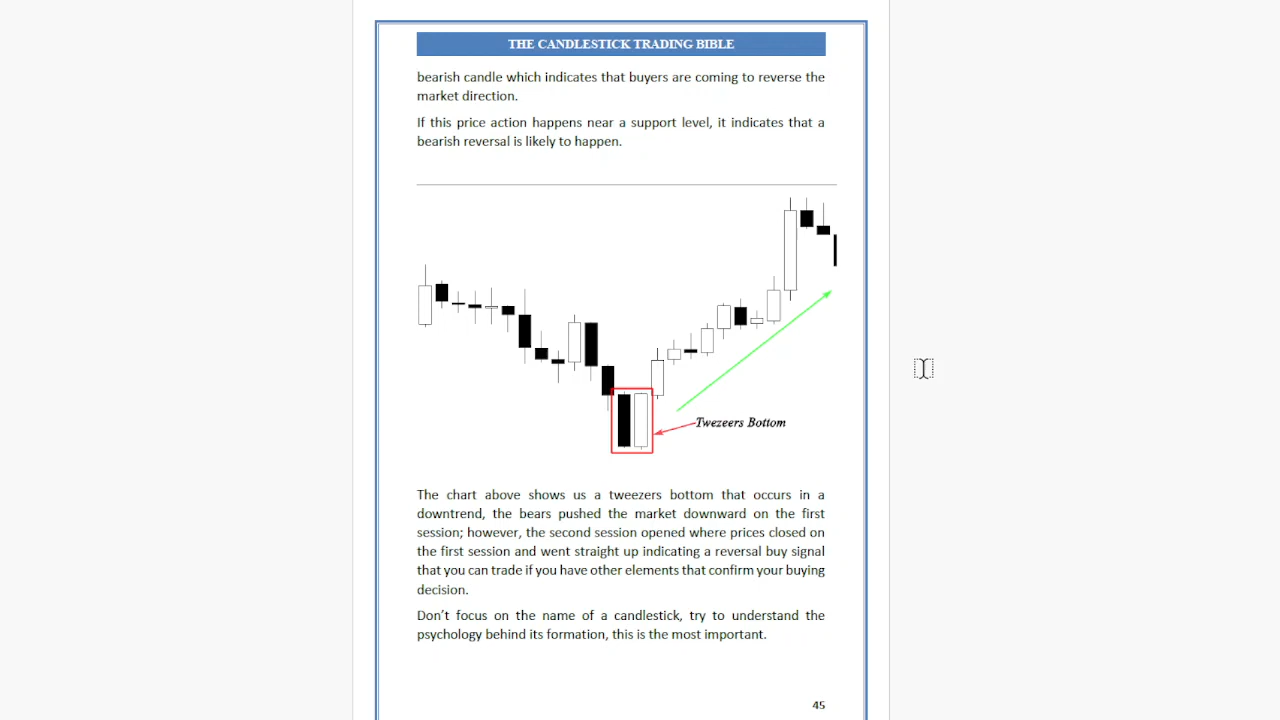 THE CANDLESTICK TRADING BIBLE
bearish candle which indicates that buyers are coming to reverse the
market direction.
If this price action happens near a support level, it indicates that a
bearish reversal is likely to happen.
Twezeers Bottom
The chart above shows us a tweezers bottom that occurs in a
downtrend, the bears pushed the market downward on the first
session; however, the second session opened where prices closed on
the first session and went straight up indicating a reversal buy signal
that you can trade if you have other elements that confirm your buying
decision.
Don't focus on the name of a candlestick, try to understand the
psychology behind its formation, this is the most important.
45